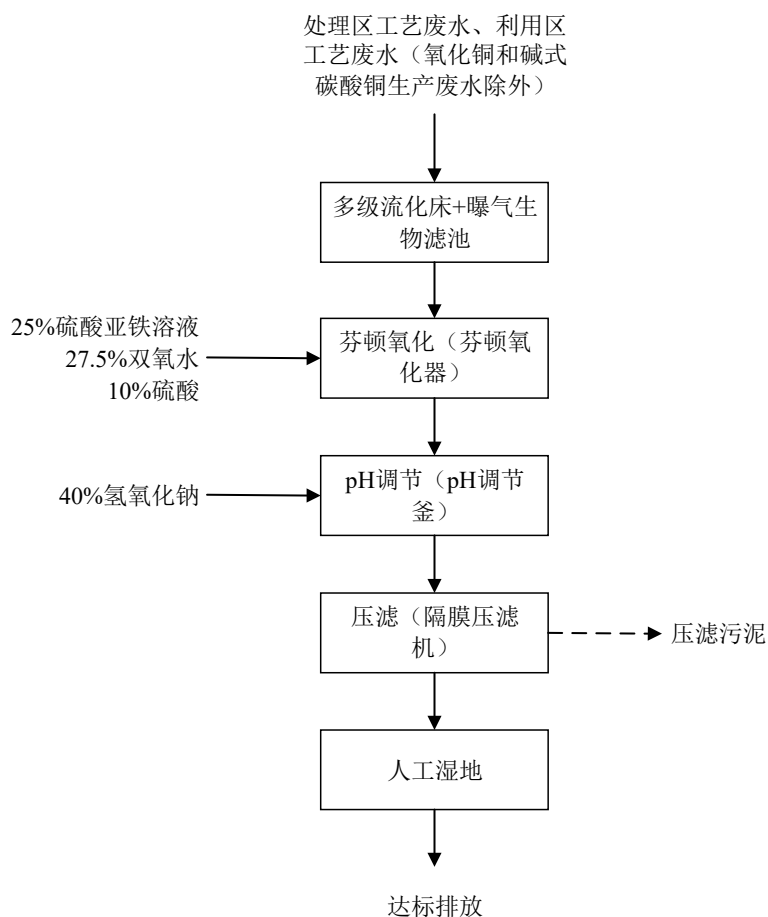 处理区工艺废水、利用区
工艺废水（氧化铜和碱式
碳酸铜生产废水除外）
多级流化床+曝气生
物滤池
25%硫酸亚铁溶液
27.5%双氧水
10%硫酸
芬顿氧化（芬顿氧
化器）
40%氢氧化钠
pH调节（pH调节
釜）
压滤（隔膜压滤
机）
压滤污泥
人工湿地
达标排放